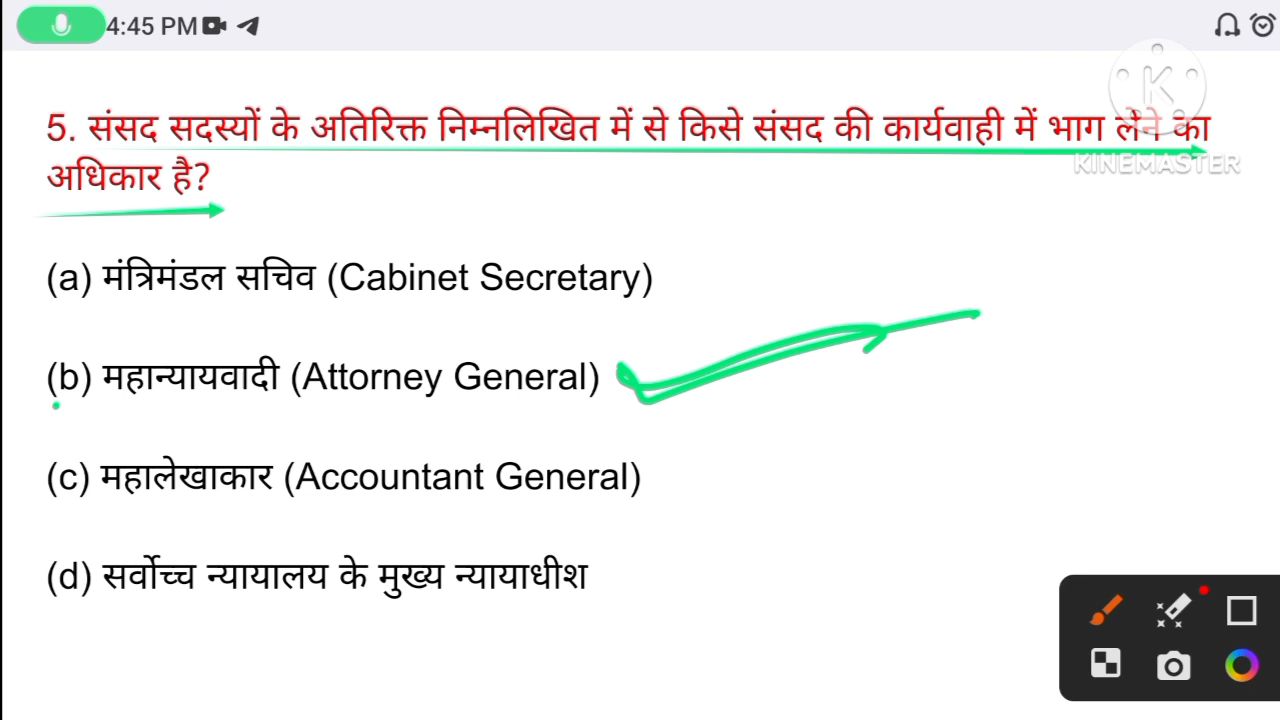 4:45 PM
5. संसद सदस्यों के अतिरिक्त निम्नलिखित में से किसे संसद की कार्यवाही में भाग लेने का
अधिकार है?
KINEMASTER
(a) मंत्रिमंडल सचिव (Cabinet Secretary)
(b) महान्यायवादी (Attorney General)
(c) महालेखाकार (Accountant General)
(d) सर्वोच्च न्यायालय के मुख्य न्यायाधीश